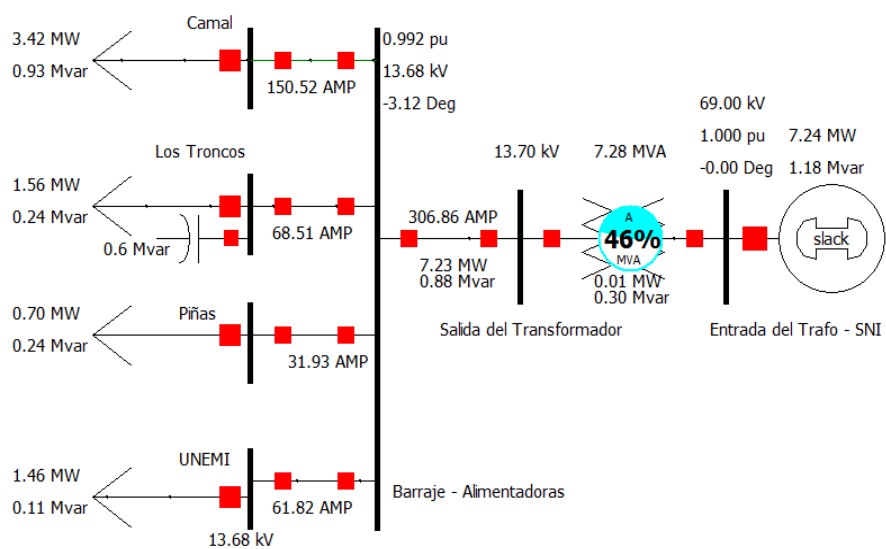 Camal
3.42 MW
0.93 Mvar
150.52 AMP
0.992 pu
13.68 kV
-3.12 Deg
Los Troncos
1.56 MW
0.24 Mvar
0.6 Mvar
68.51 AMP
Piñas
0.70 MW
0.24 Mvar
31.93 AMP
UNEMI
1.46 MW
0.11 Mvar
61.82 AMP
13.68 kV
Barraje - Alimentadoras
306.86 AMP
7.23 MW
0.88 Mvar
13.70 kV
Salida del Transformador
7.28 MVA
A
46%
MVA
0.01 MW
0.30 Mvar
69.00 kV
1.000 pu
-0.00 Deg
7.24 MW
1.18 Mvar
slack
Entrada del Trafo - SNI